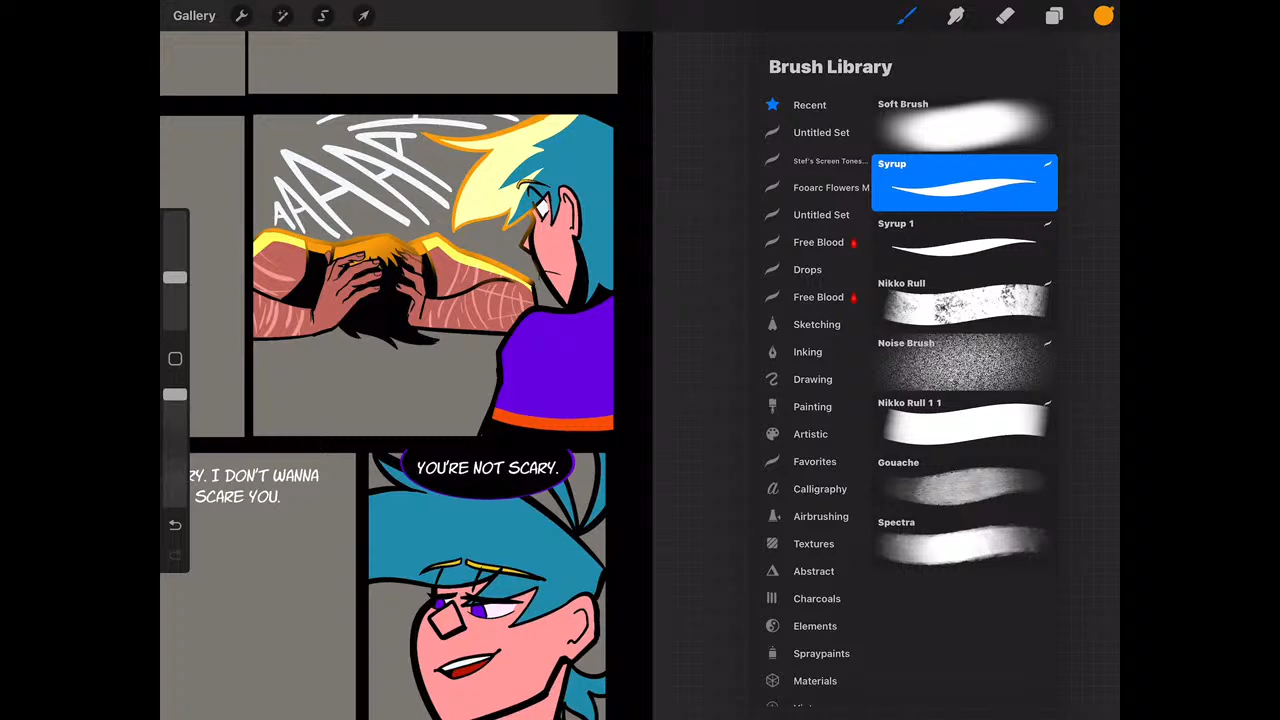 Gallery
AAAAA
RY. I DON'T WANNA
SCARE YOU.
YOU'RE NOT SCARY.
Brush Library
Recent
Untitled Set
Stef's Screen Tones...
Fooarc Flowers M
Untitled Set
Free Blood
Drops
Free Blood
Sketching
Inking
Drawing
Painting
Artistic
Favorites
Calligraphy
Airbrushing
Textures
Abstract
Charcoals
Elements
Spraypaints
Materials
Soft Brush
Syrup
Syrup 1
Nikko Rull
Noise Brush
Nikko Rull 1 1
Gouache
Spectra